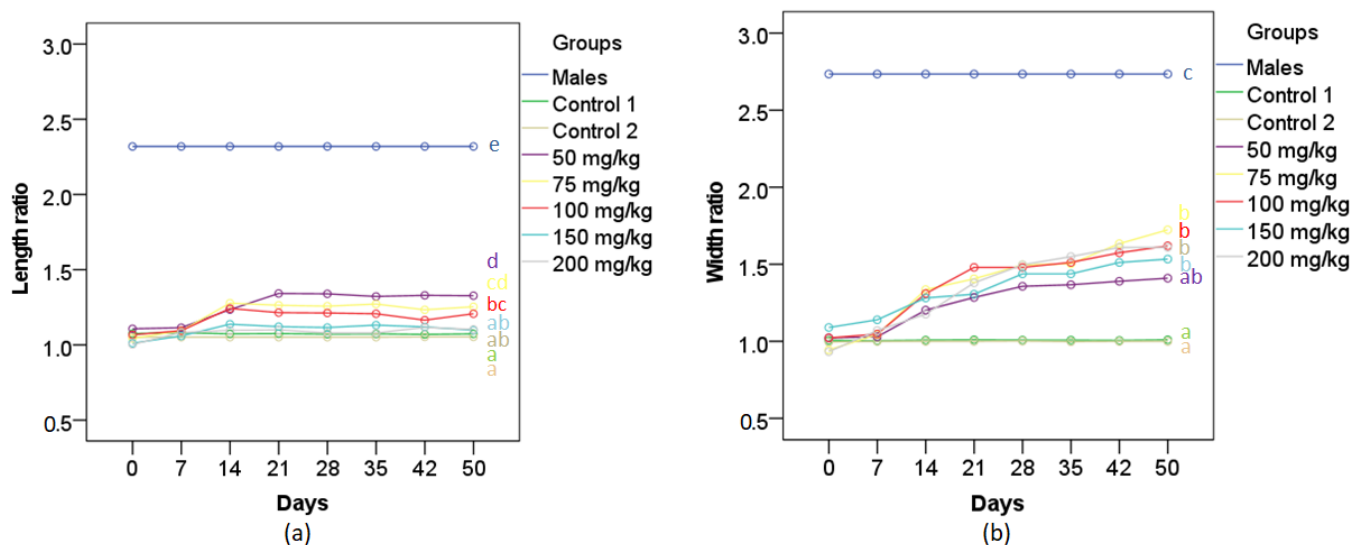 3.0
2.5
2.0
1.5
1.0
0.5
Length ratio
0 7 14 21 28 35 42 50
Days
(a)
e
d
cd
bc
ab
ab
a
a
Groups
Males
Control 1
Control 2
50 mg/kg
75 mg/kg
100 mg/kg
150 mg/kg
200 mg/kg
3.0
2.5
2.0
1.5
1.0
0.5
Width ratio
0 7 14 21 28 35 42 50
Days
(b)
c
b
b
b
b
ab
a
a
Groups
Males
Control 1
Control 2
50 mg/kg
75 mg/kg
100 mg/kg
150 mg/kg
200 mg/kg